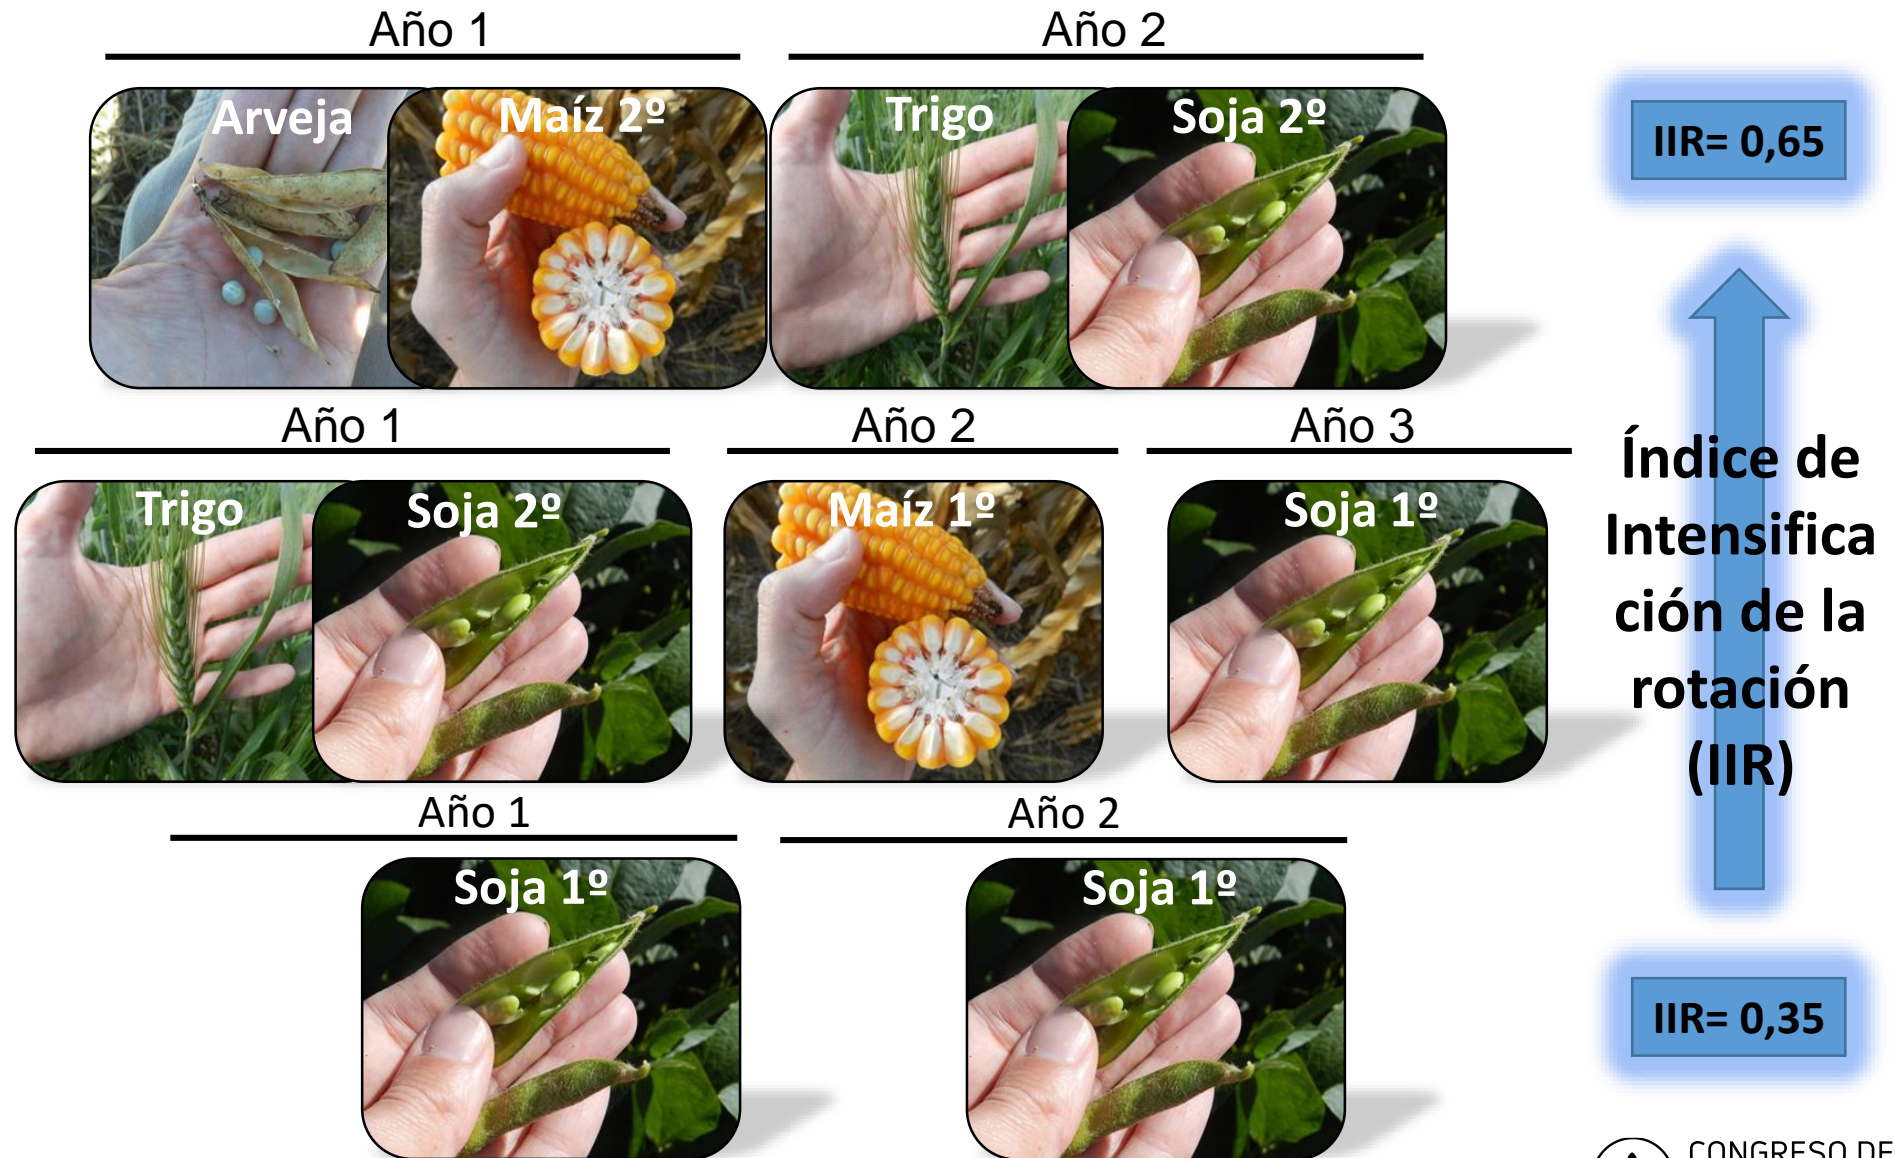 Año 1
Año 2
Arveja
Maíz 2º
Trigo
Soja 2º
IIR= 0,65
Año 1
Año 2
Año 3
Trigo
Soja 2º
Maíz 1º
Soja 1º
Índice de
Intensifica
ción de la
rotación
(IIR)
Año 1
Año 2
Soja 1º
Soja 1º
IIR= 0,35
CONGRESO DE